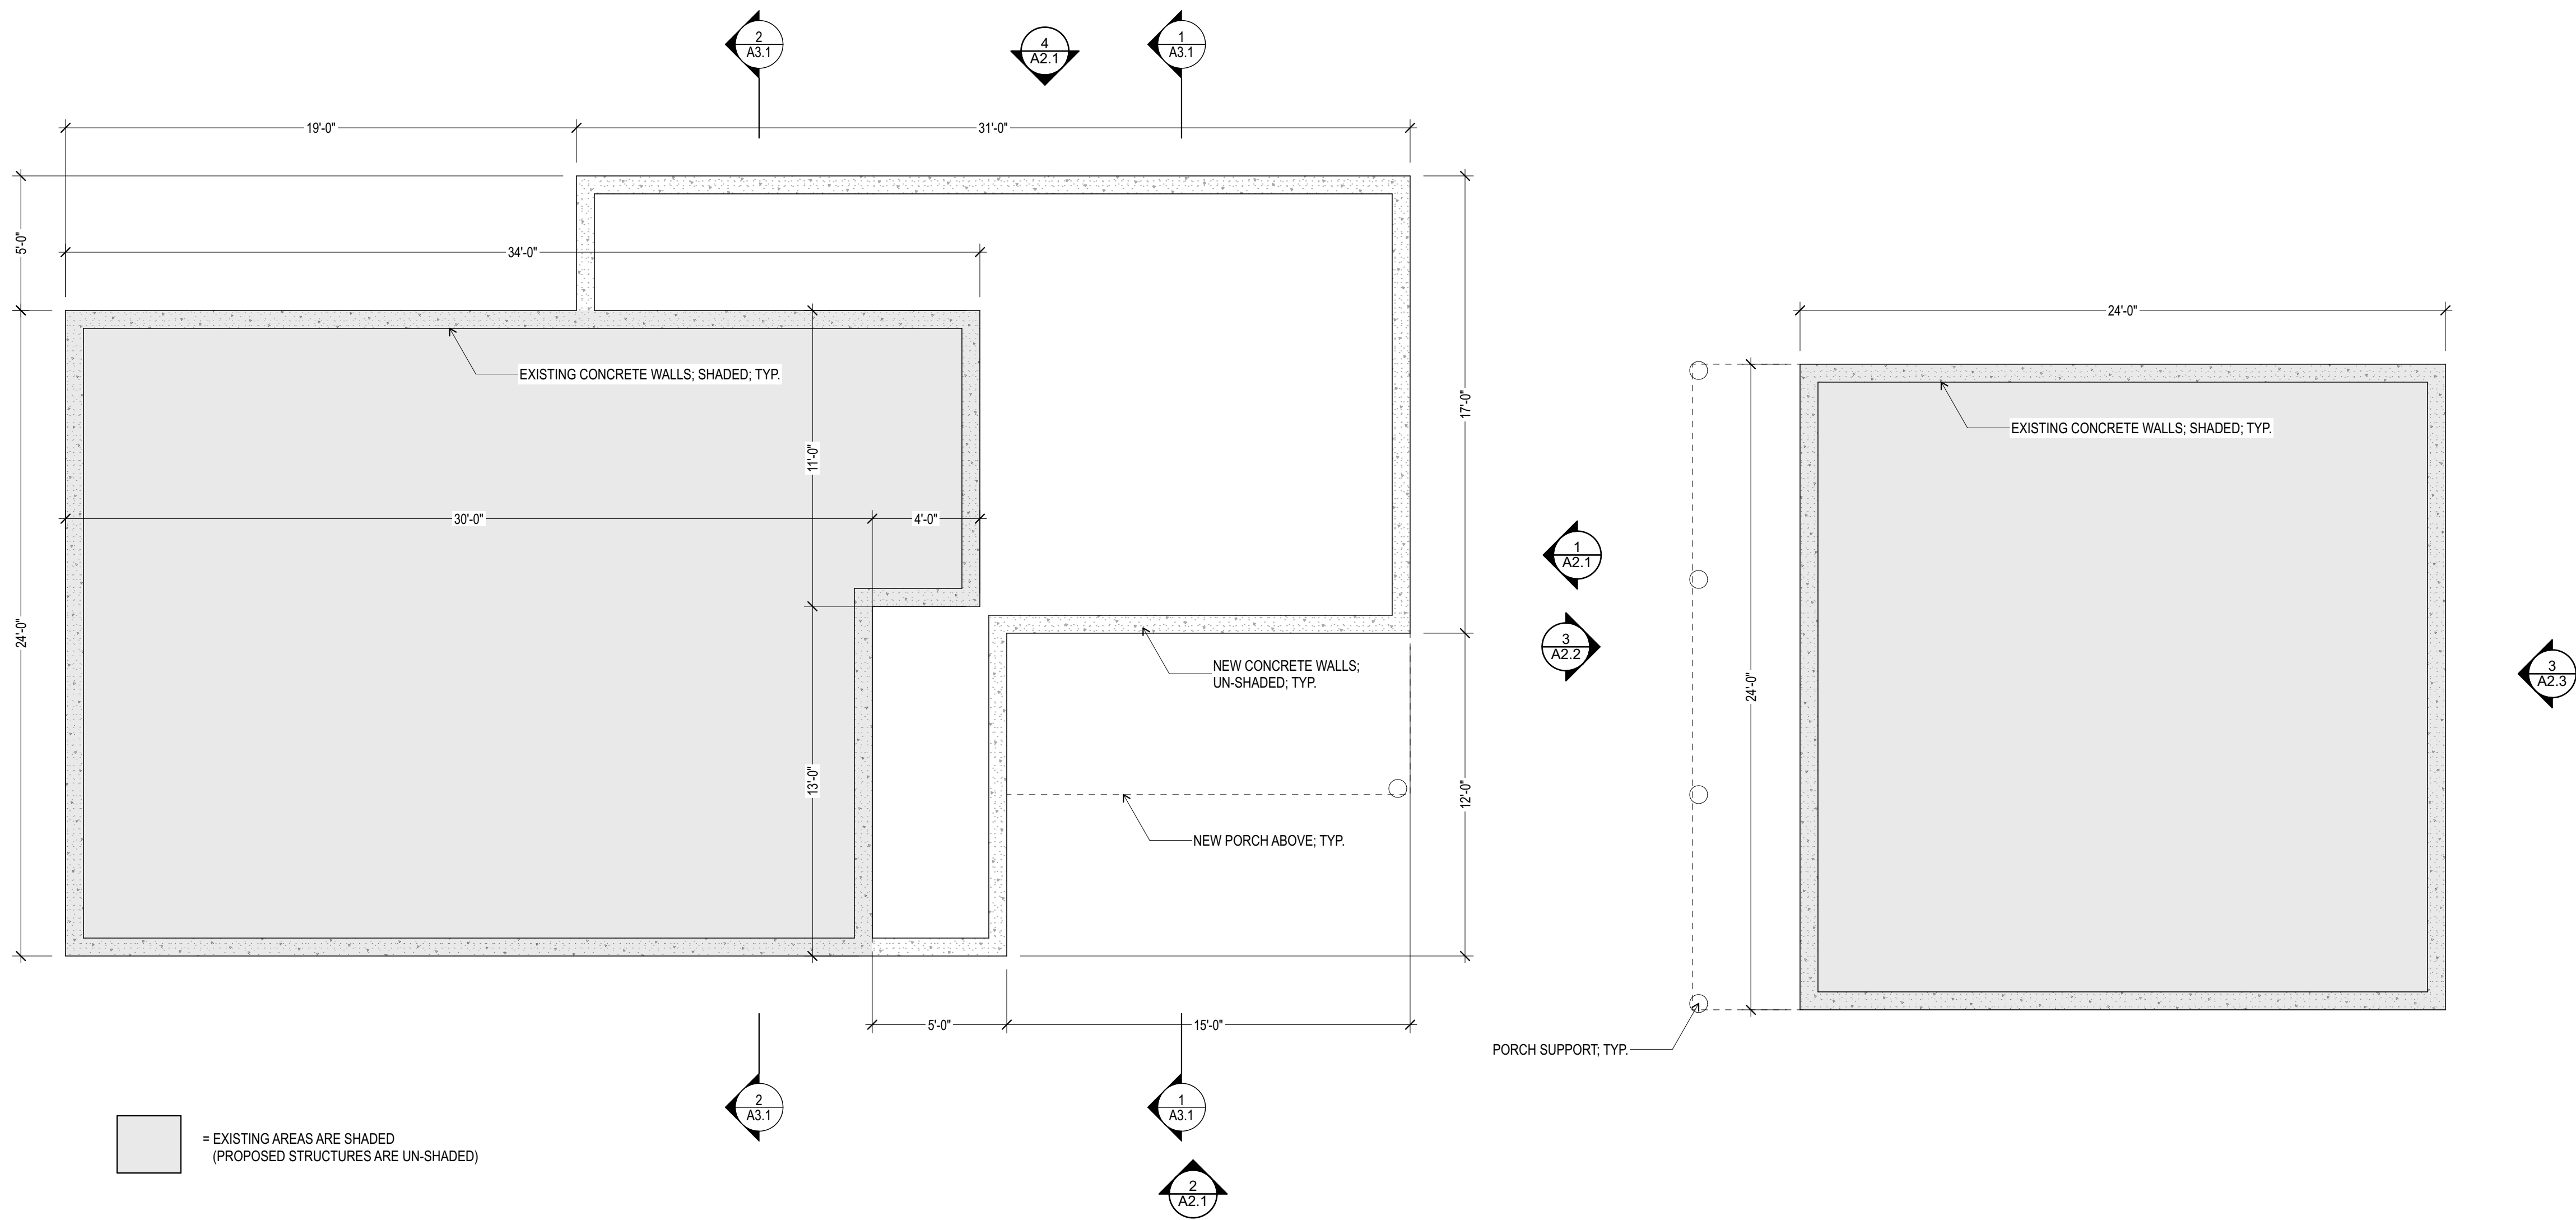 2
A3.1
4
A2.1
1
A3.1
19'-0"
31'-0"
5'-0"
34'-0"
24'-0"
EXISTING CONCRETE WALLS; SHADED; TYP.
17'-0"
EXISTING CONCRETE WALLS; SHADED; TYP.
11'-0"
30'-0"
4'-0"
1
A2.1
24'-0"
3
A2.2
NEW CONCRETE WALLS;
UN-SHADED; TYP.
24'-0"
3
A2.3
13'-0"
12'-0"
NEW PORCH ABOVE; TYP.
5'-0"
15'-0"
PORCH SUPPORT; TYP.
2
A3.1
1
A3.1
= EXISTING AREAS ARE SHADED
(PROPOSED STRUCTURES ARE UN-SHADED)
2
A2.1